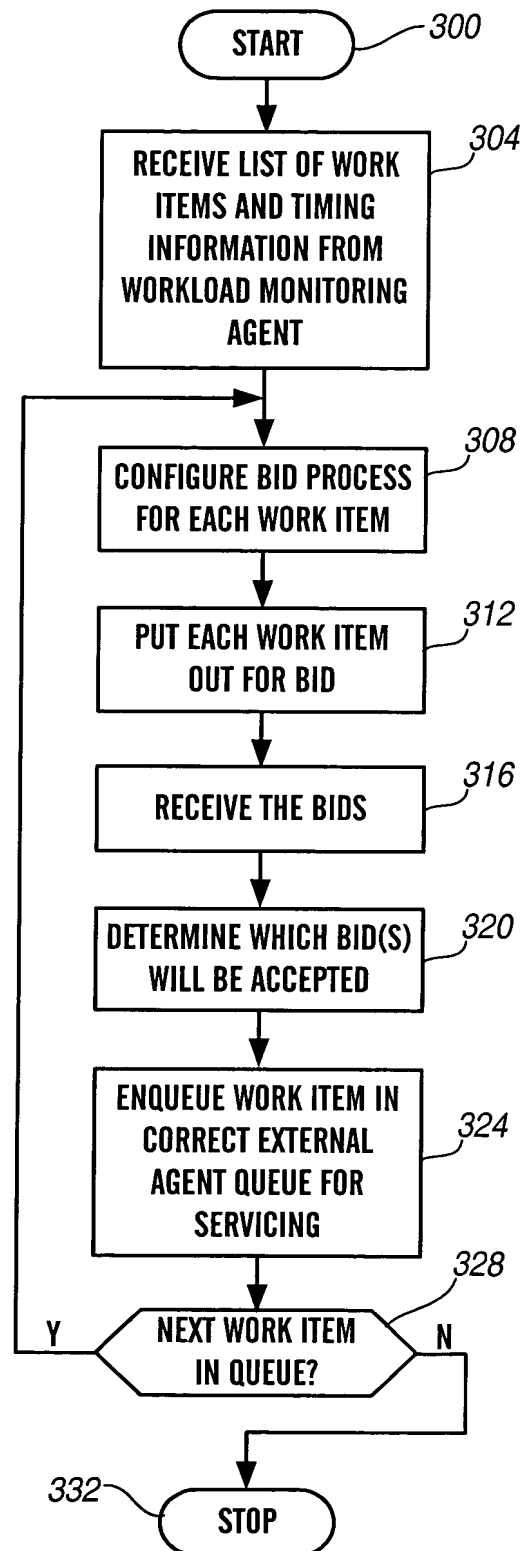 START
300
304
RECEIVE LIST OF WORK
ITEMS AND TIMING
INFORMATION FROM
WORKLOAD MONITORING
AGENT
308
CONFIGURE BID PROCESS
FOR EACH WORK ITEM
312
PUT EACH WORK ITEM
OUT FOR BID
316
RECEIVE THE BIDS
320
DETERMINE WHICH BID(S)
WILL BE ACCEPTED
324
ENQUEUE WORK ITEM IN
CORRECT EXTERNAL
AGENT QUEUE FOR
SERVICING
328
Y
NEXT WORK ITEM
IN QUEUE?
N
332
STOP